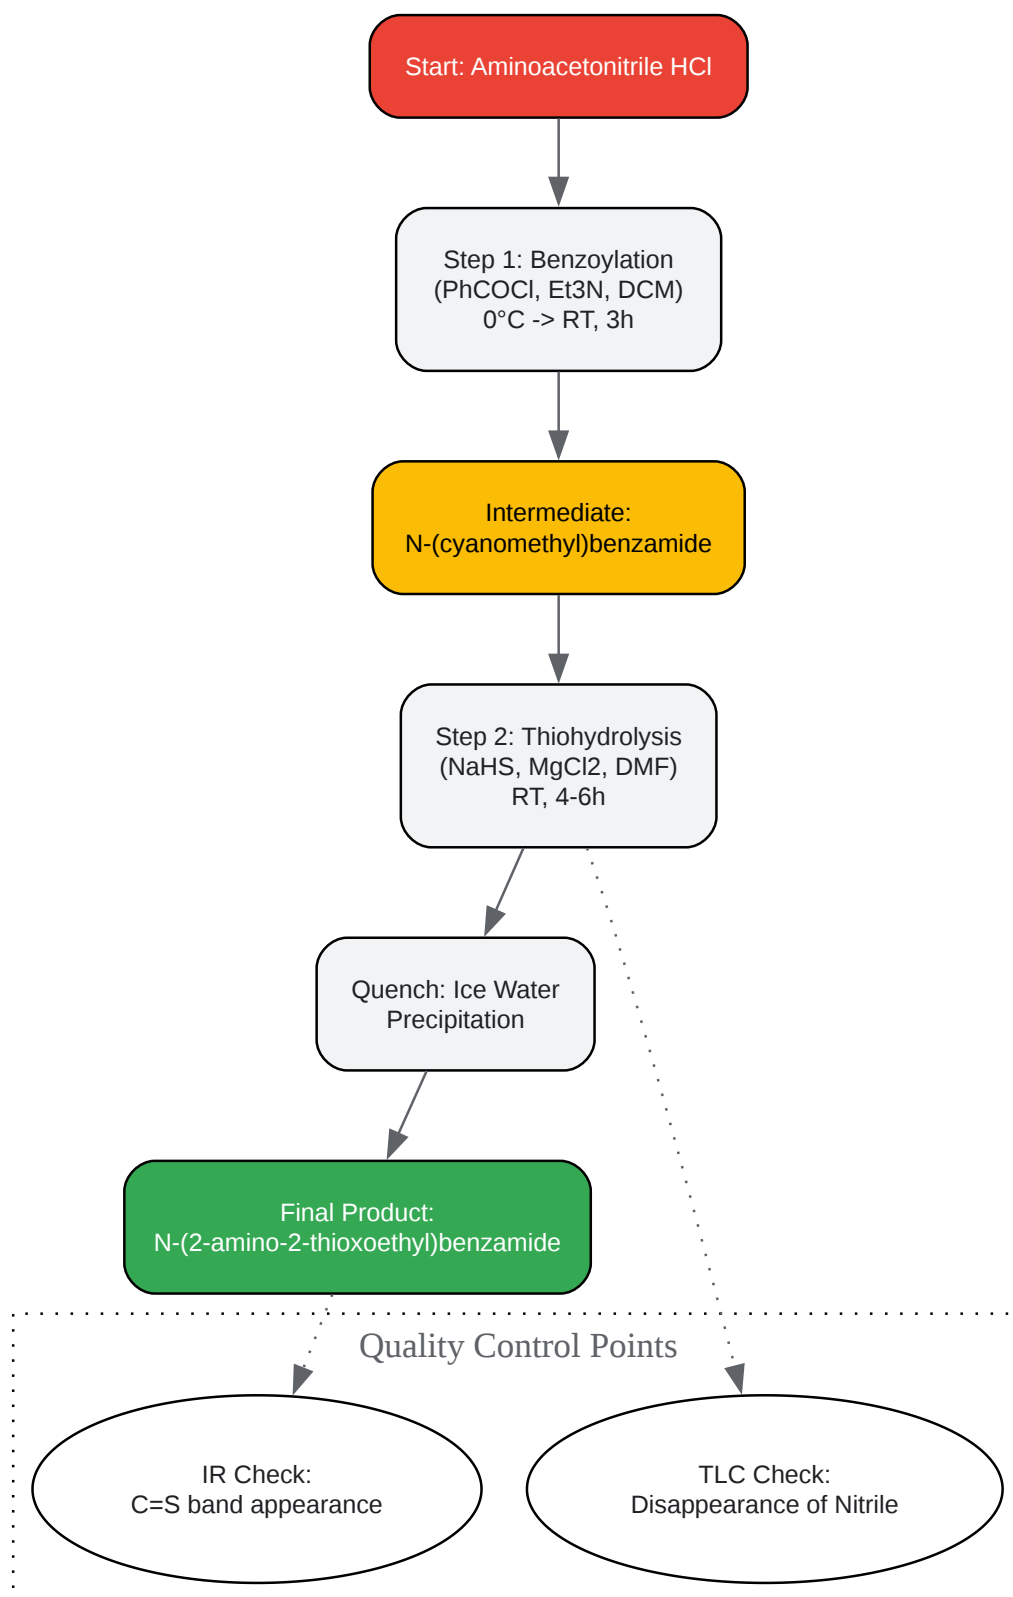 Start: Aminoacetonitrile HCl
Step 1: Benzoylation
(PhCOCl, Et3N, DCM)
0°C -> RT, 3h
Intermediate:
N-(cyanomethyl)benzamide
Step 2: Thiohydrolysis
(NaHS, MgCl2, DMF)
RT, 4-6h
Quench: Ice Water
Precipitation
Final Product:
N-(2-amino-2-thioxoethyl)benzamide
Quality Control Points
IR Check:
C=S band appearance
TLC Check:
Disappearance of Nitrile